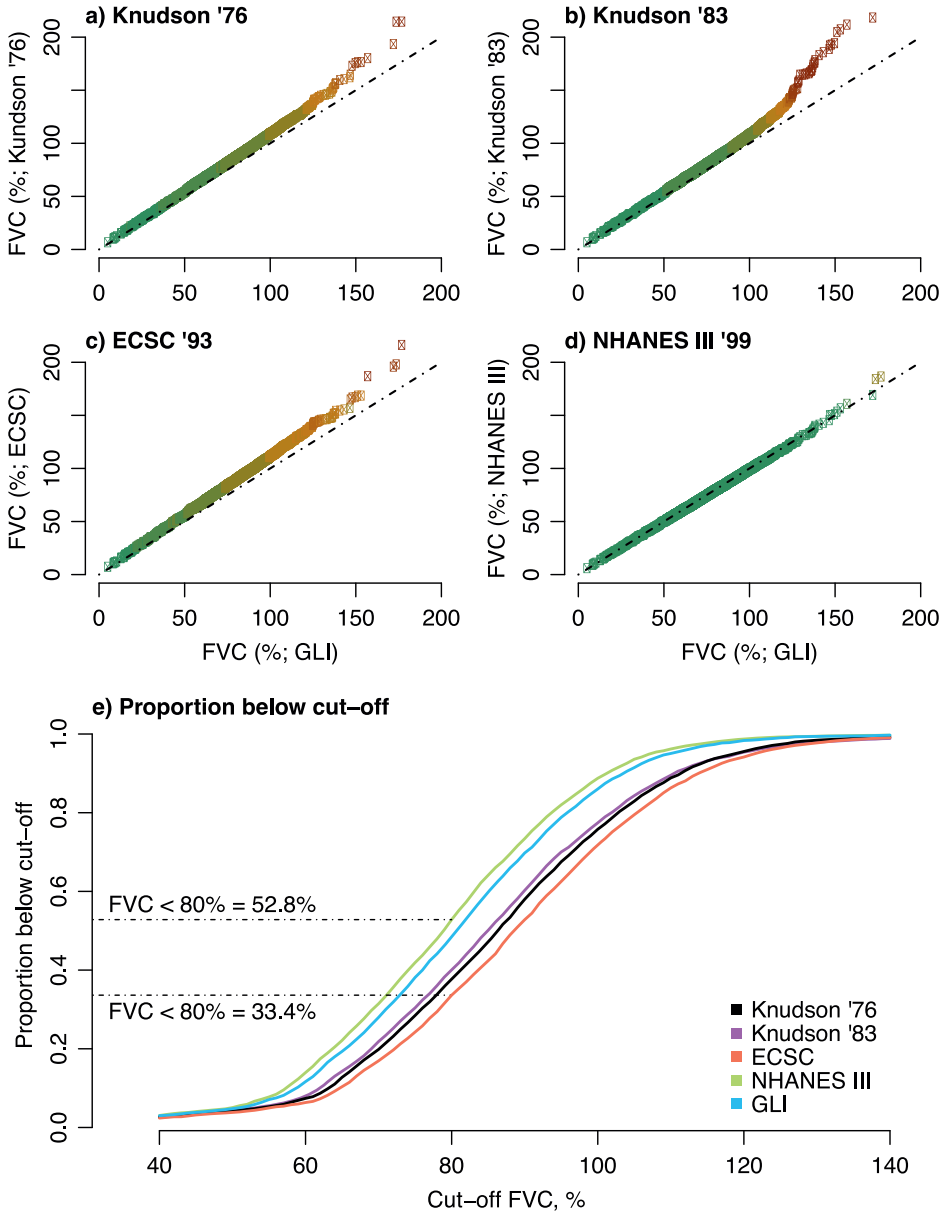 a) Knudson '76
FVC (%; Kundson '76)
0 50 100 200
0 50 100 150 200
b) Knudson '83
FVC (%; Knudson '83)
0 50 100 200
0 50 100 150 200
c) ECSC '93
FVC (%; ECSC)
0 50 100 200
0 50 100 150 200
FVC (%; GLI)
d) NHANES III '99
FVC (%; NHANES III)
0 50 100 200
0 50 100 150 200
FVC (%; GLI)
e) Proportion below cut–off
Proportion below cut–off
0.0 0.2 0.4 0.6 0.8 1.0
FVC < 80% = 52.8%
FVC < 80% = 33.4%
Knudson '76
Knudson '83
ECSC
NHANES III
GLI
40 60 80 100 120 140
Cut–off FVC, %